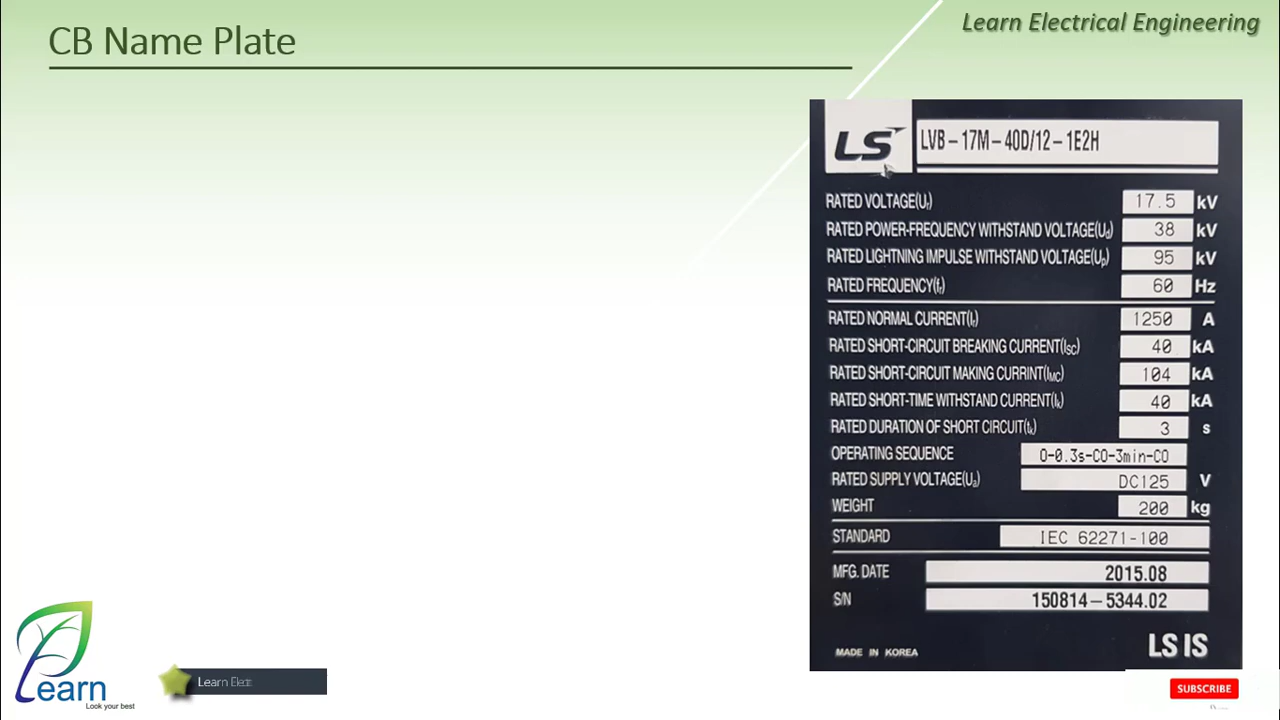 CB Name Plate
Learn Electrical Engineering
LS LVB-17M-40D/12-1E2H
RATED VOLTAGE(Ur) 17.5 kV
RATED POWER-FREQUENCY WITHSTAND VOLTAGE(Ud) 38 kV
RATED LIGHTNING IMPULSE WITHSTAND VOLTAGE(Up) 95 kV
RATED FREQUENCY(fr) 60 Hz
RATED NORMAL CURRENT(Ir) 1250 A
RATED SHORT-CIRCUIT BREAKING CURRENT(ISC) 40 kA
RATED SHORT-CIRCUIT MAKING CURRINT(IMC) 104 kA
RATED SHORT-TIME WITHSTAND CURRENT(Ik) 40 kA
RATED DURATION OF SHORT CIRCUIT(tk) 3 s
OPERATING SEQUENCE O-0.3s-CO-3min-CO
RATED SUPPLY VOLTAGE(Ua) DC125 V
WEIGHT 200 kg
STANDARD IEC 62271-100
MFG. DATE 2015.08
S/N 150814-5344.02
MADE IN KOREA LS IS
Learn
Look your best
Learn
SUBSCRIBE